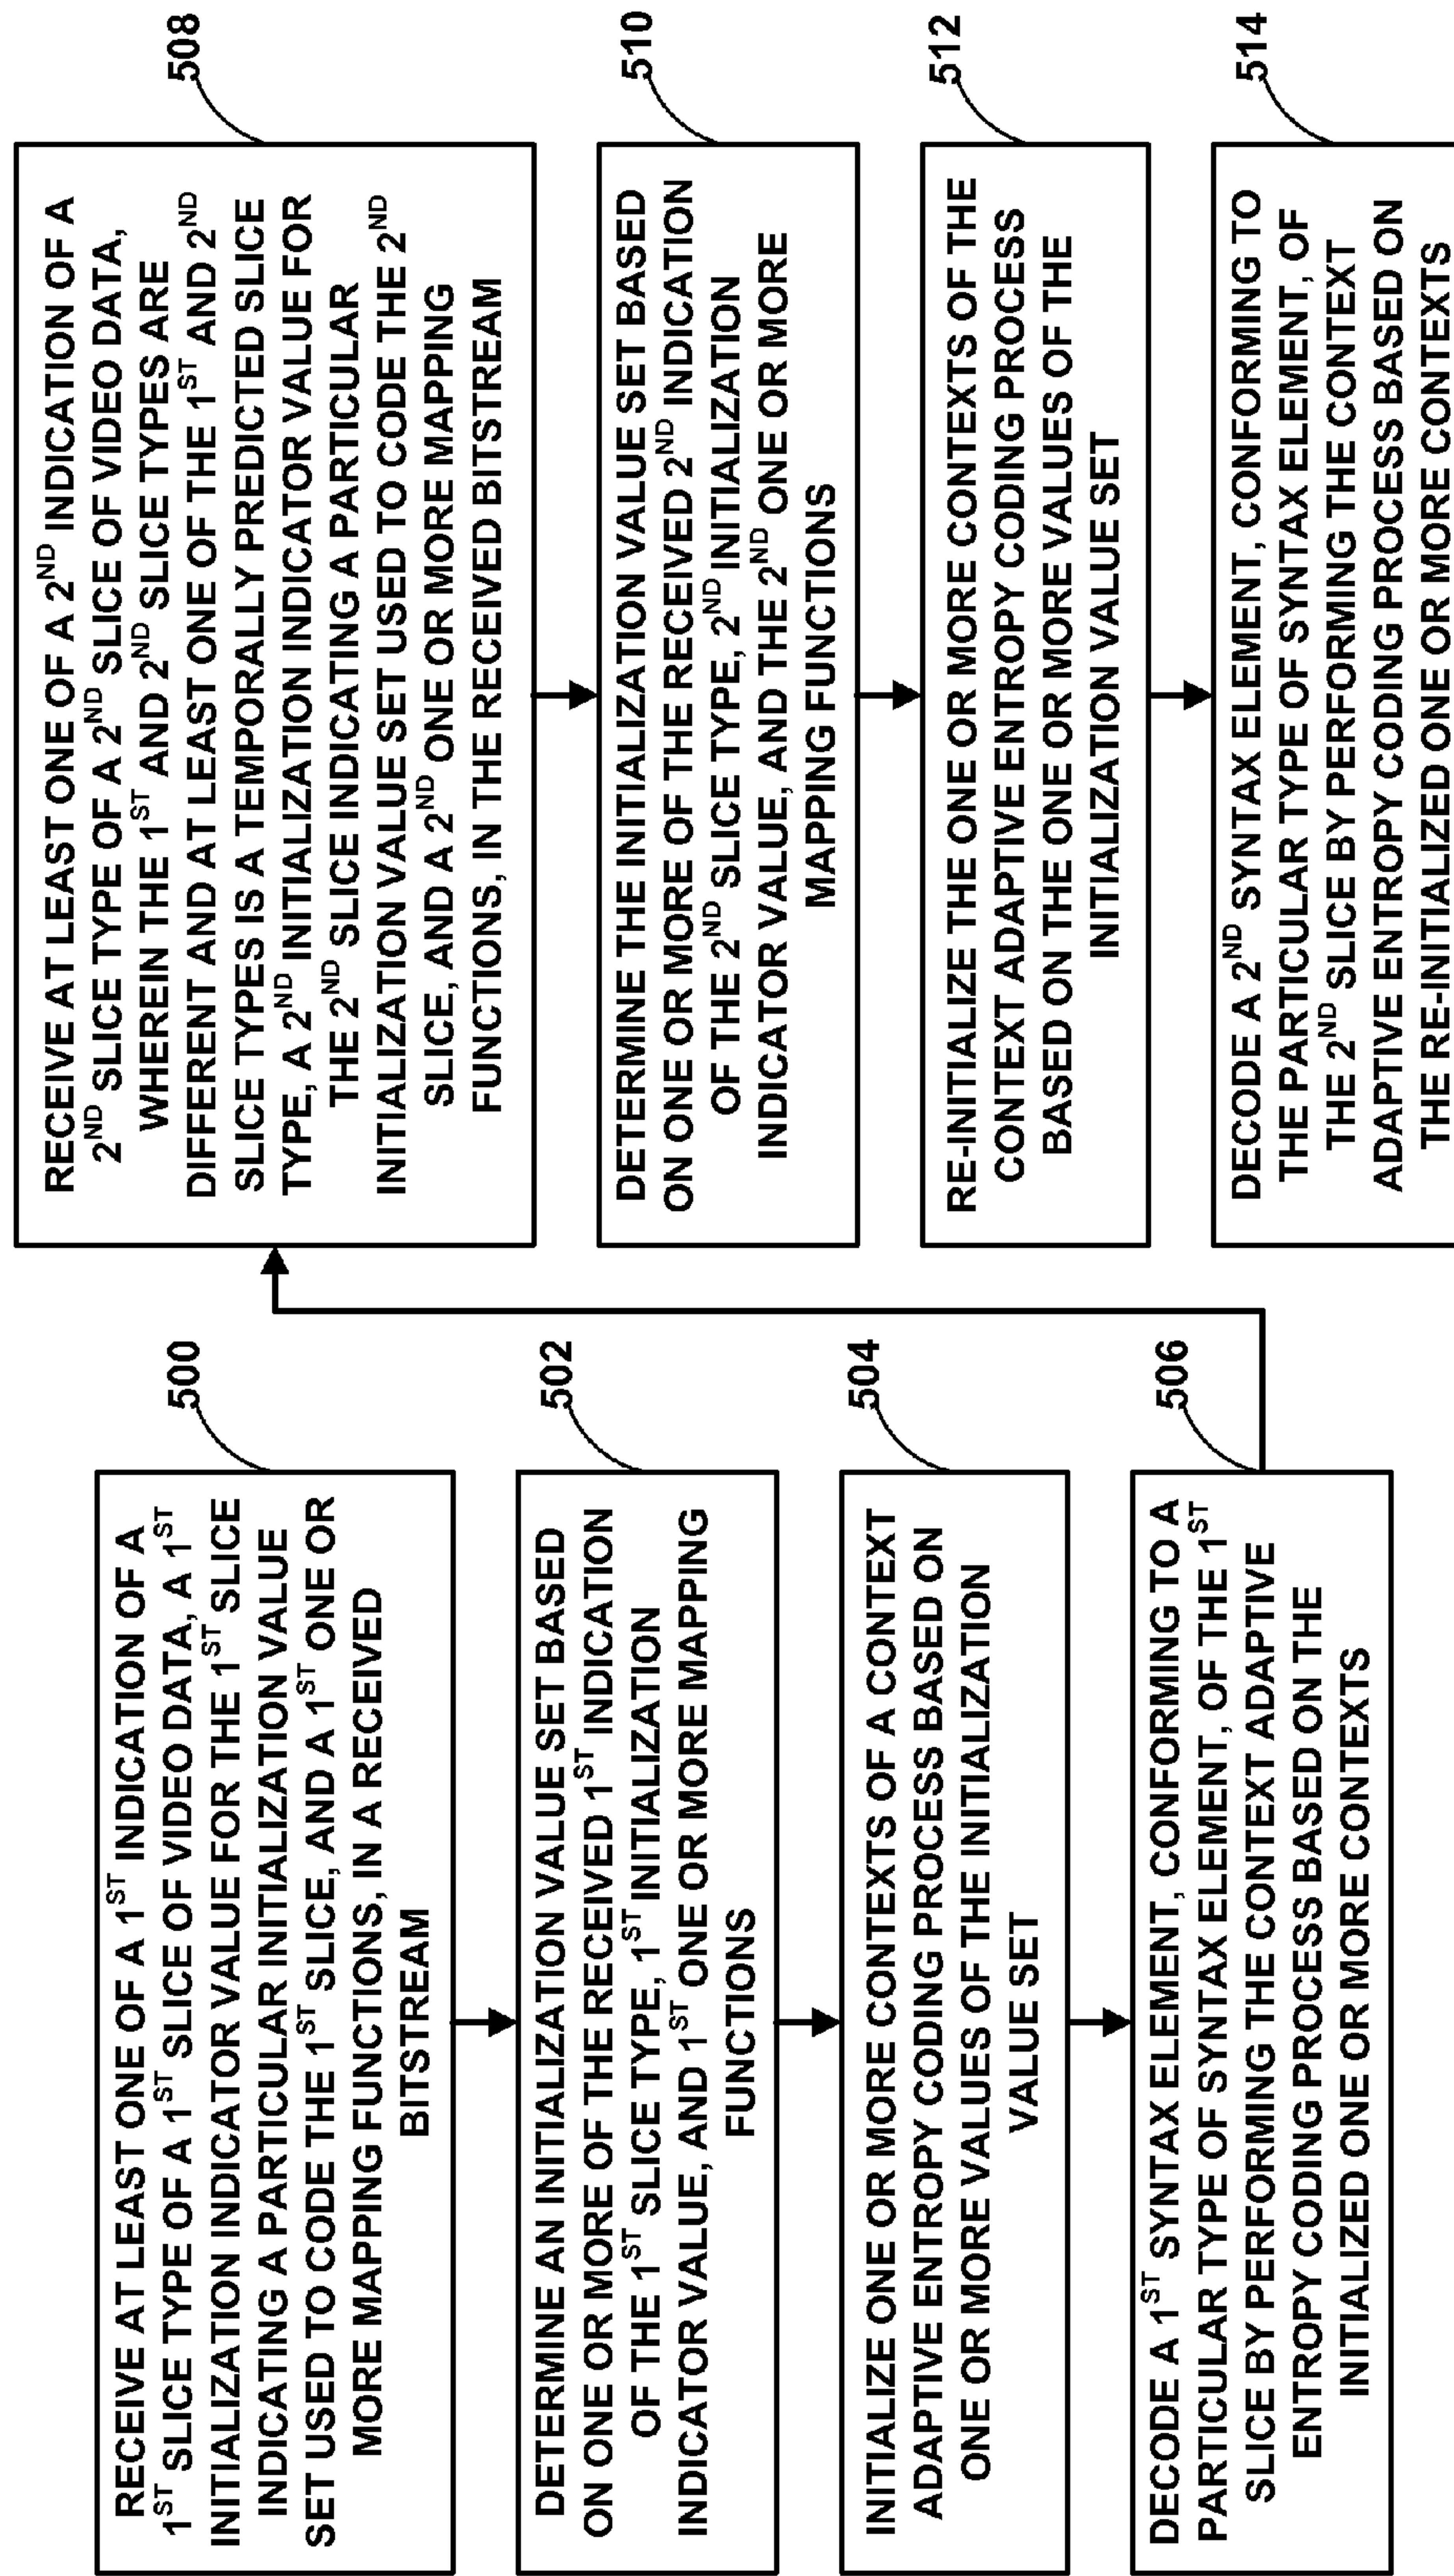 RECEIVE AT LEAST ONE OF A 1ST INDICATION OF A
1ST SLICE TYPE OF A 1ST SLICE OF VIDEO DATA, A 1ST
INITIALIZATION INDICATOR VALUE FOR THE 1ST SLICE
INDICATING A PARTICULAR INITIALIZATION VALUE
SET USED TO CODE THE 1ST SLICE, AND A 1ST ONE OR
MORE MAPPING FUNCTIONS, IN A RECEIVED
BITSTREAM
500
DETERMINE AN INITIALIZATION VALUE SET BASED
ON ONE OR MORE OF THE RECEIVED 1ST INDICATION
OF THE 1ST SLICE TYPE, 1ST INITIALIZATION
INDICATOR VALUE, AND 1ST ONE OR MORE MAPPING
FUNCTIONS
502
INITIALIZE ONE OR MORE CONTEXTS OF A CONTEXT
ADAPTIVE ENTROPY CODING PROCESS BASED ON
ONE OR MORE VALUES OF THE INITIALIZATION
VALUE SET
504
DECODE A 1ST SYNTAX ELEMENT, CONFORMING TO A
PARTICULAR TYPE OF SYNTAX ELEMENT, OF THE 1ST
SLICE BY PERFORMING THE CONTEXT ADAPTIVE
ENTROPY CODING PROCESS BASED ON THE
INITIALIZED ONE OR MORE CONTEXTS
506
RECEIVE AT LEAST ONE OF A 2ND INDICATION OF A
2ND SLICE TYPE OF A 2ND SLICE OF VIDEO DATA,
WHEREIN THE 1ST AND 2ND SLICE TYPES ARE
DIFFERENT AND AT LEAST ONE OF THE 1ST AND 2ND
SLICE TYPES IS A TEMPORALLY PREDICTED SLICE
TYPE, A 2ND INITIALIZATION INDICATOR VALUE FOR
THE 2ND SLICE INDICATING A PARTICULAR
INITIALIZATION VALUE SET USED TO CODE THE 2ND
SLICE, AND A 2ND ONE OR MORE MAPPING
FUNCTIONS, IN THE RECEIVED BITSTREAM
508
DETERMINE THE INITIALIZATION VALUE SET BASED
ON ONE OR MORE OF THE RECEIVED 2ND INDICATION
OF THE 2ND SLICE TYPE, 2ND INITIALIZATION
INDICATOR VALUE, AND THE 2ND ONE OR MORE
MAPPING FUNCTIONS
510
RE-INITIALIZE THE ONE OR MORE CONTEXTS OF THE
CONTEXT ADAPTIVE ENTROPY CODING PROCESS
BASED ON THE ONE OR MORE VALUES OF THE
INITIALIZATION VALUE SET
512
DECODE A 2ND SYNTAX ELEMENT, CONFORMING TO
THE PARTICULAR TYPE OF SYNTAX ELEMENT, OF
THE 2ND SLICE BY PERFORMING THE CONTEXT
ADAPTIVE ENTROPY CODING PROCESS BASED ON
THE RE-INITIALIZED ONE OR MORE CONTEXTS
514